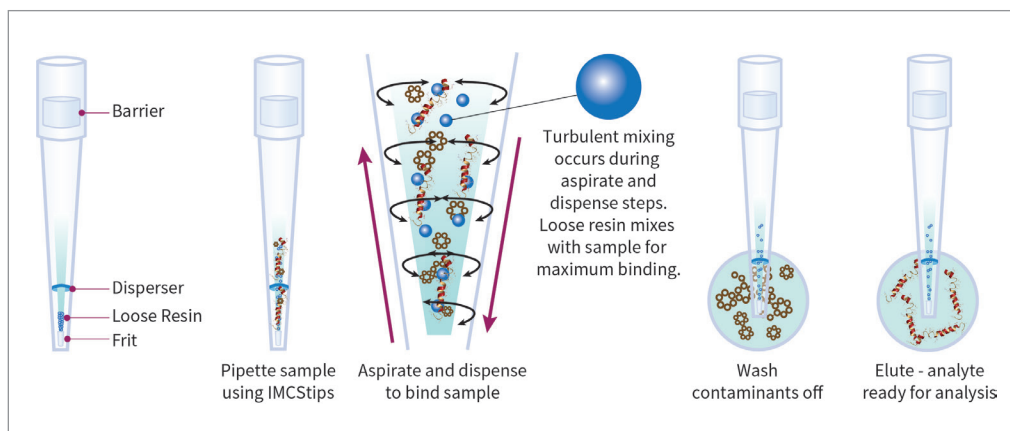 Barrier
Disperser
Loose Resin
Frit
Pipette sample
using IMCStips
Aspirate and dispense
to bind sample
Turbulent mixing
occurs during
aspirate and
dispense steps.
Loose resin mixes
with sample for
maximum binding.
Wash
contaminants off
Elute - analyte
ready for analysis